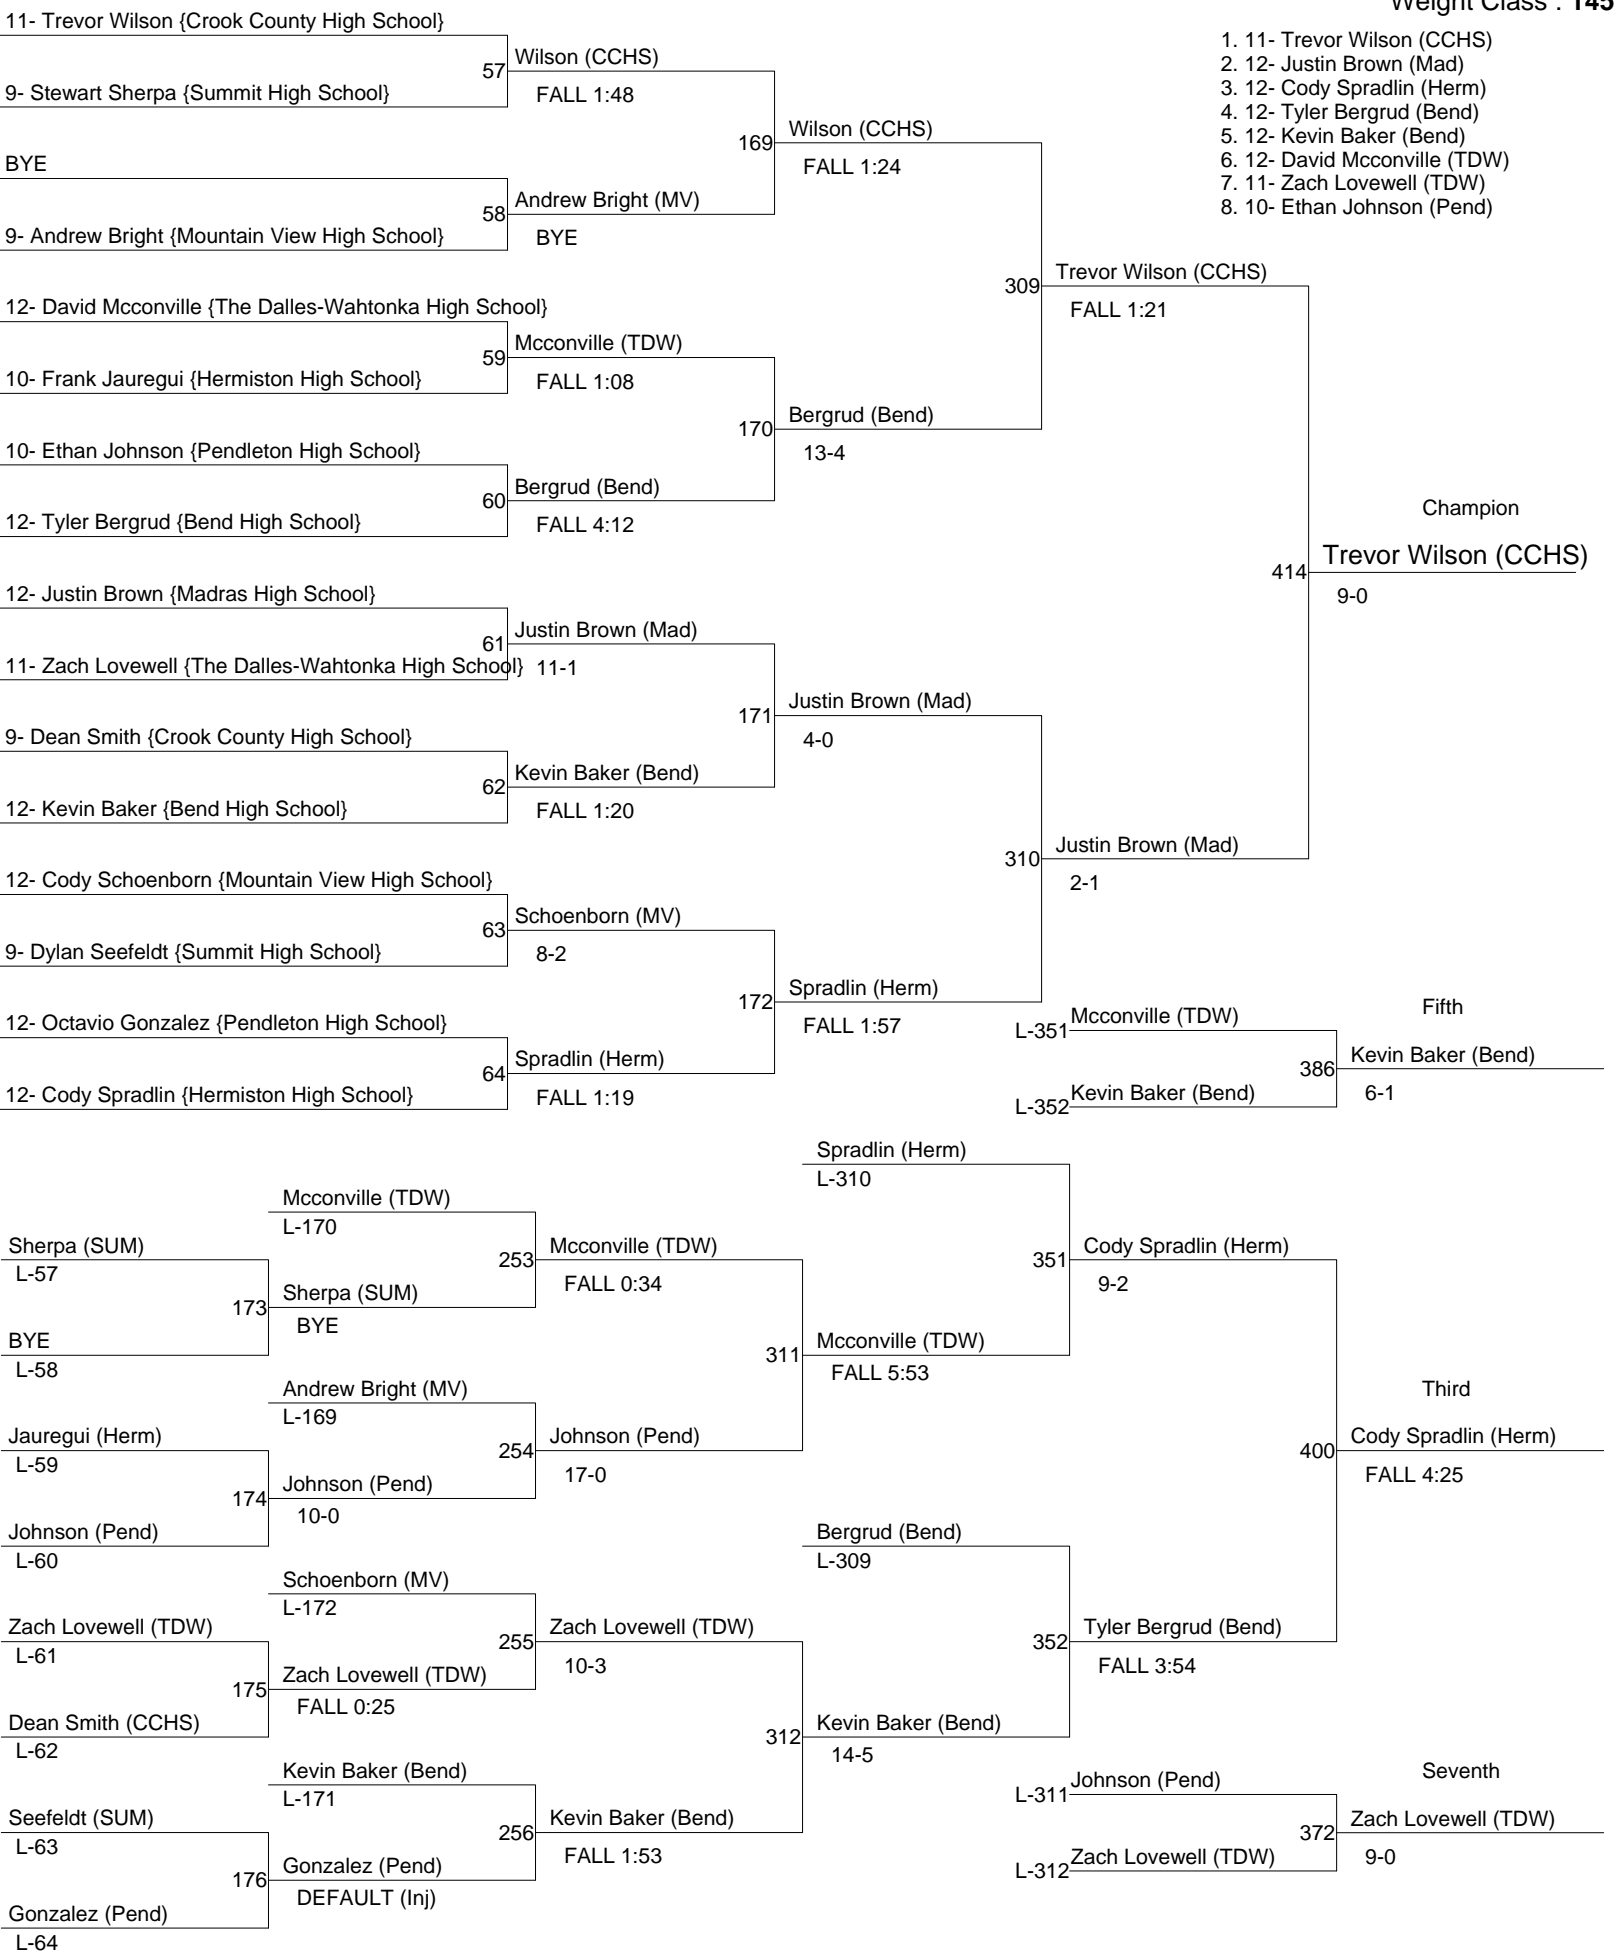 Weight Class : 145
1. 11- Trevor Wilson (CCHS)
2. 12- Justin Brown (Mad)
3. 12- Cody Spradlin (Herm)
4. 12- Tyler Bergrud (Bend)
5. 12- Kevin Baker (Bend)
6. 12- David Mcconville (TDW)
7. 11- Zach Lovewell (TDW)
8. 10- Ethan Johnson (Pend)
11- Trevor Wilson {Crook County High School}
9- Stewart Sherpa {Summit High School}
BYE
9- Andrew Bright {Mountain View High School}
12- David Mcconville {The Dalles-Wahtonka High School}
10- Frank Jauregui {Hermiston High School}
10- Ethan Johnson {Pendleton High School}
12- Tyler Bergrud {Bend High School}
12- Justin Brown {Madras High School}
11- Zach Lovewell {The Dalles-Wahtonka High School}
9- Dean Smith {Crook County High School}
12- Kevin Baker {Bend High School}
12- Cody Schoenborn {Mountain View High School}
9- Dylan Seefeldt {Summit High School}
12- Octavio Gonzalez {Pendleton High School}
12- Cody Spradlin {Hermiston High School}
57
Wilson (CCHS)
FALL 1:48
58
Andrew Bright (MV)
BYE
59
Mcconville (TDW)
FALL 1:08
60
Bergrud (Bend)
FALL 4:12
61
Justin Brown (Mad)
11-1
62
Kevin Baker (Bend)
FALL 1:20
63
Schoenborn (MV)
8-2
64
Spradlin (Herm)
FALL 1:19
169
Wilson (CCHS)
FALL 1:24
170
Bergrud (Bend)
13-4
171
Justin Brown (Mad)
4-0
172
Spradlin (Herm)
FALL 1:57
309
Trevor Wilson (CCHS)
FALL 1:21
310
Justin Brown (Mad)
2-1
Champion
414
Trevor Wilson (CCHS)
9-0
Fifth
L-351
Mcconville (TDW)
L-352
Kevin Baker (Bend)
386
Kevin Baker (Bend)
6-1
Sherpa (SUM)
L-57
BYE
L-58
Jauregui (Herm)
L-59
Johnson (Pend)
L-60
Zach Lovewell (TDW)
L-61
Dean Smith (CCHS)
L-62
Seefeldt (SUM)
L-63
Gonzalez (Pend)
L-64
Mcconville (TDW)
L-170
173
Sherpa (SUM)
BYE
Andrew Bright (MV)
L-169
174
Johnson (Pend)
10-0
Schoenborn (MV)
L-172
175
Zach Lovewell (TDW)
FALL 0:25
Kevin Baker (Bend)
L-171
176
Gonzalez (Pend)
DEFAULT (Inj)
253
Mcconville (TDW)
FALL 0:34
254
Johnson (Pend)
17-0
255
Zach Lovewell (TDW)
10-3
256
Kevin Baker (Bend)
FALL 1:53
Spradlin (Herm)
L-310
311
Mcconville (TDW)
FALL 5:53
Bergrud (Bend)
L-309
312
Kevin Baker (Bend)
14-5
351
Cody Spradlin (Herm)
9-2
352
Tyler Bergrud (Bend)
FALL 3:54
Third
400
Cody Spradlin (Herm)
FALL 4:25
Seventh
L-311
Johnson (Pend)
L-312
Zach Lovewell (TDW)
372
Zach Lovewell (TDW)
9-0